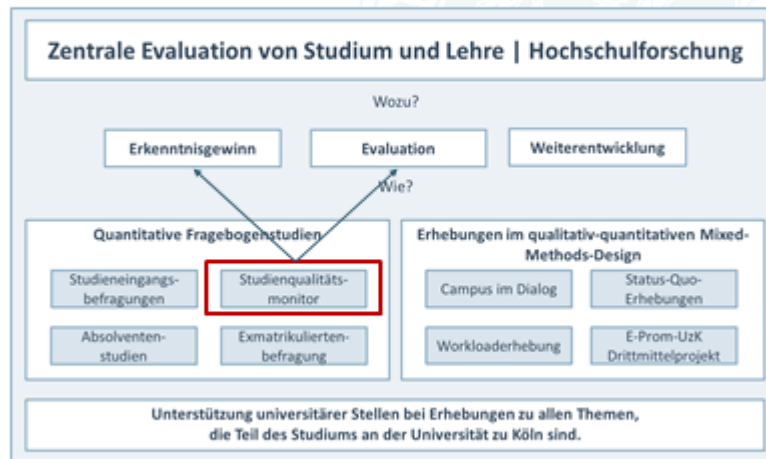 Zentrale Evaluation von Studium und Lehre | Hochschulforschung
Wozu?
Erkenntnisgewinn
Evaluation
Weiterentwicklung
Wie?
Quantitative Fragebogenstudien
Studieneingangs-
befragungen
Studienqualitäts-
monitor
Absolventen-
studien
Exmatrikulierten-
befragung
Erhebungen im qualitativ-quantitativen Mixed-
Methods-Design
Campus im Dialog
Status-Quo-
Erhebungen
Workloaderhebung
E-Prom-UzK
Drittmittelprojekt
Unterstützung universitärer Stellen bei Erhebungen zu allen Themen,
die Teil des Studiums an der Universität zu Köln sind.